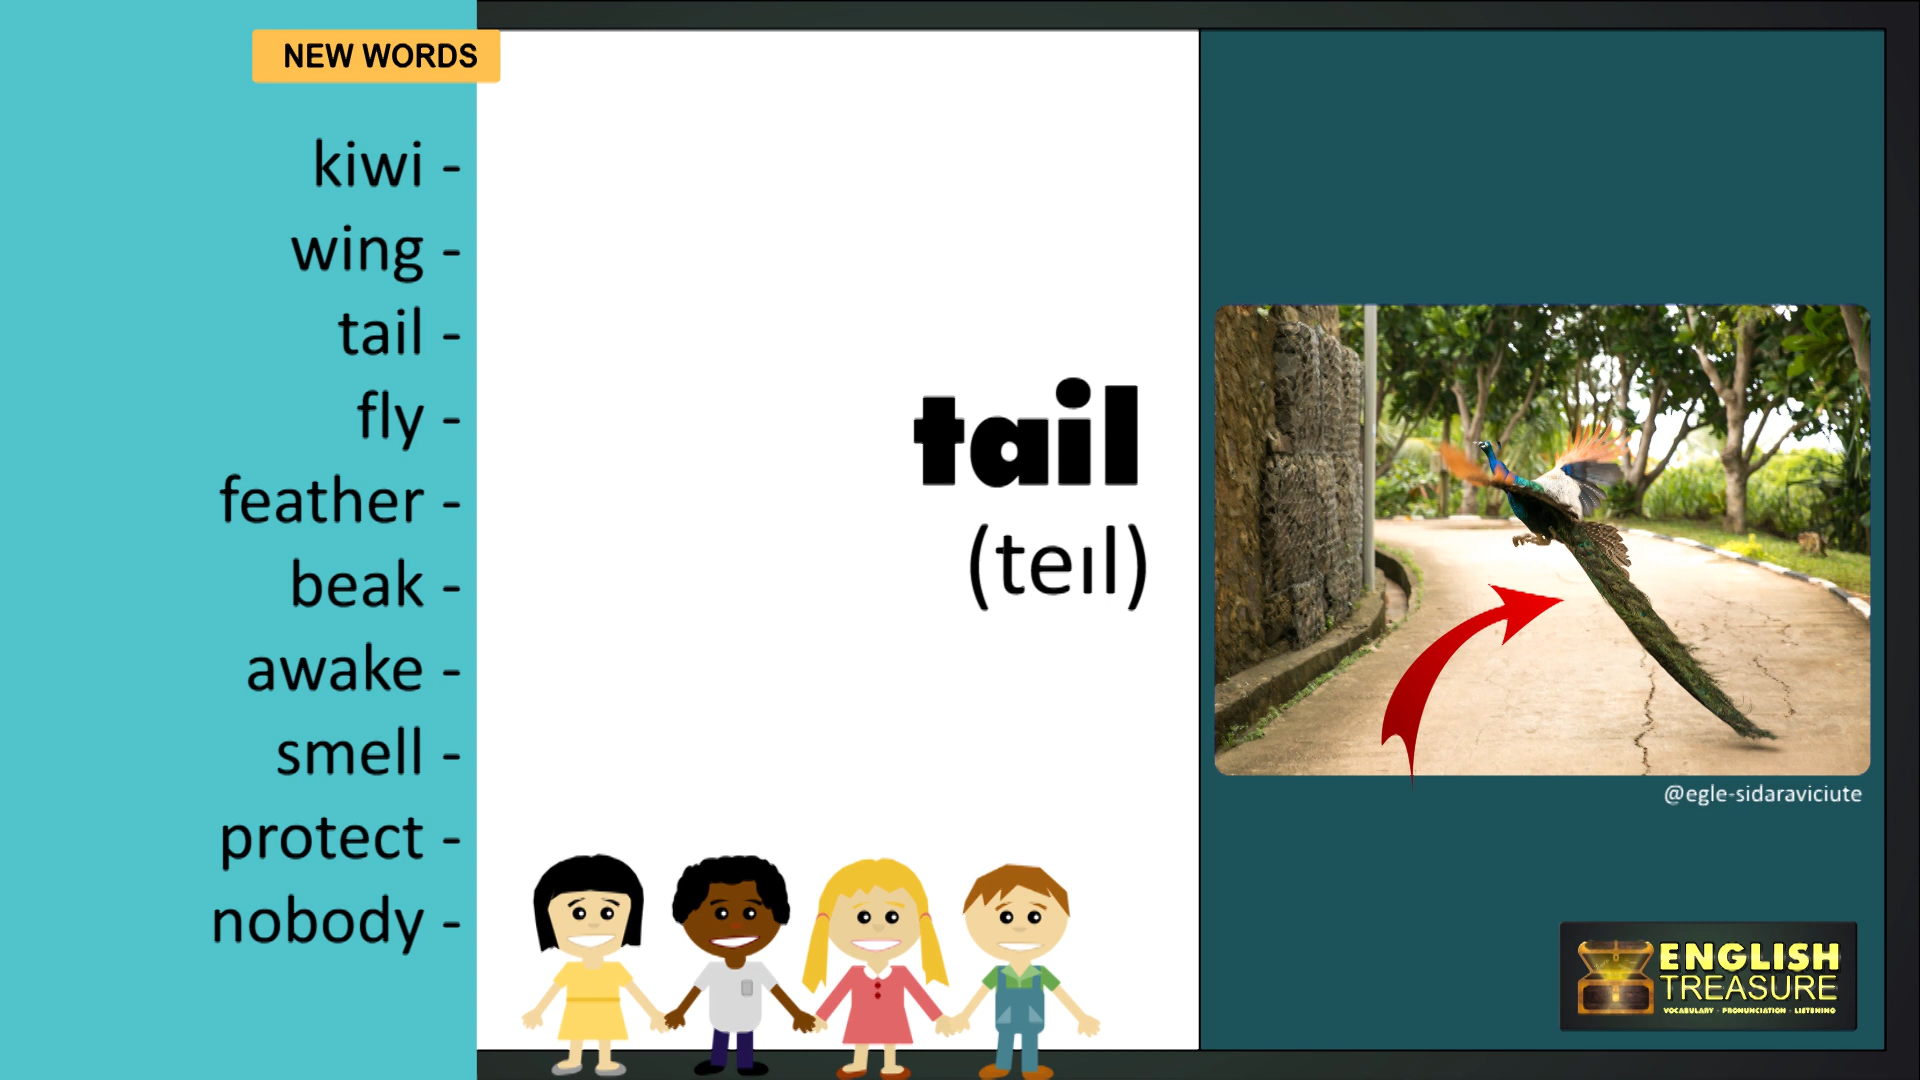 NEW WORDS
kiwi -
wing -
tail -
fly -
feather -
beak -
awake -
smell -
protect -
nobody -
tail
(teıl)
@egle-sidaraviciute
ENGLISH
TREASURE
VOCABULARY - PRONUNCIATION - LISTENING